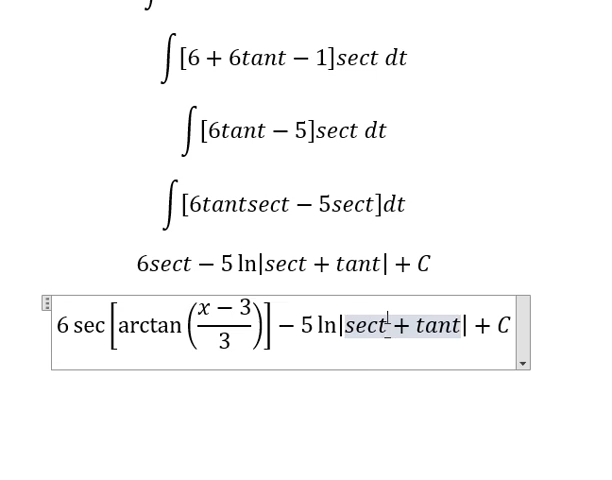 ∫[6 + 6tant − 1]sect dt
∫[6tant − 5]sect dt
∫[6tantsect − 5sect]dt
6sect − 5 ln|sect + tant| + C
6 sec [arctan ((x − 3)/3)] − 5 ln|sect + tant| + C